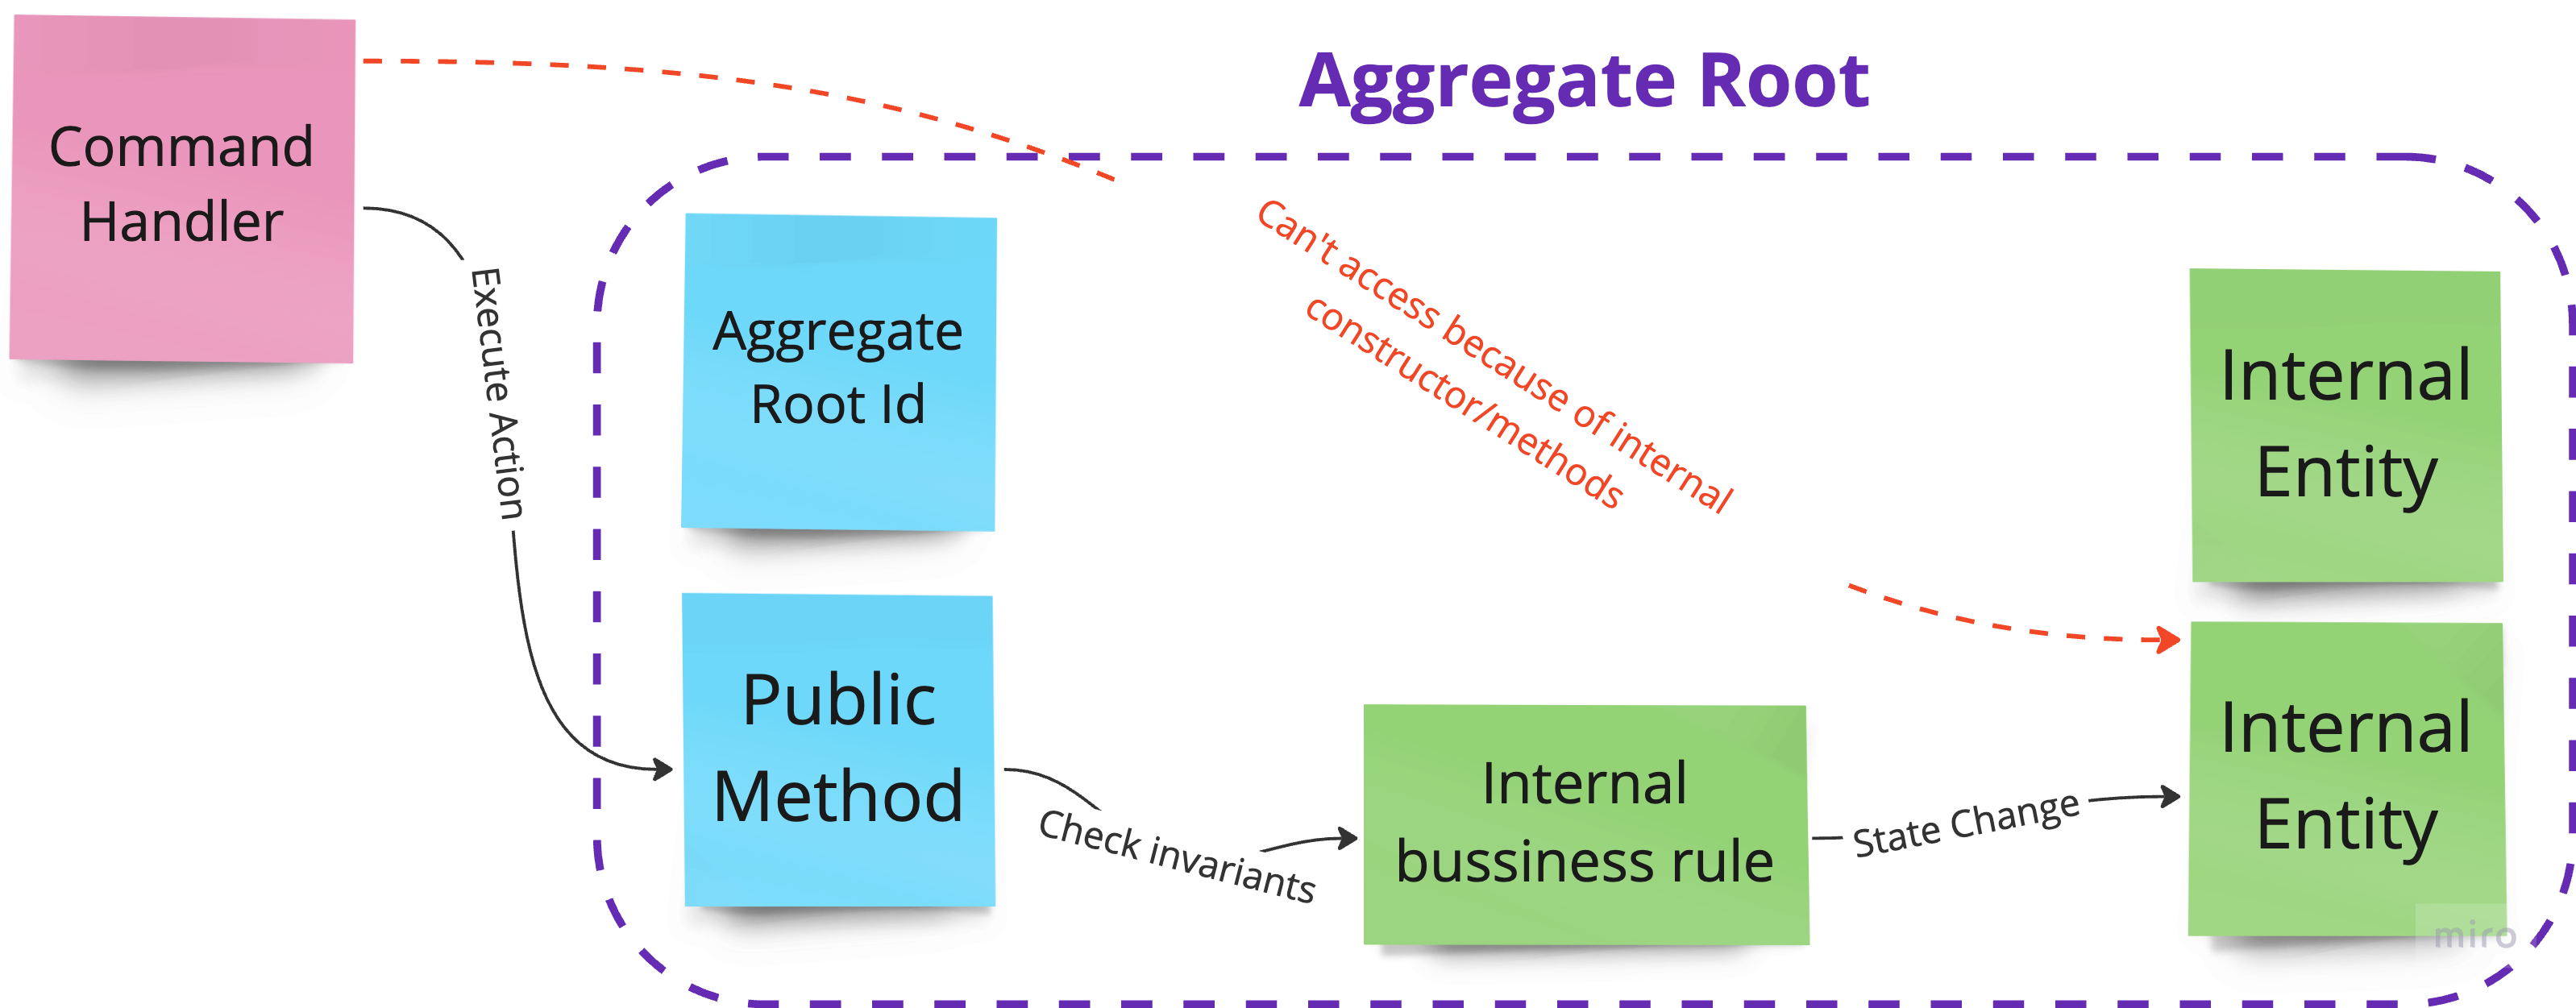 Aggregate Root
Command
Handler
Execute Action
Can't access because of internal
constructor/methods
Aggregate
Root Id
Internal
Entity
Public
Method
Check invariants
Internal
bussiness rule
State Change
Internal
Entity
miro